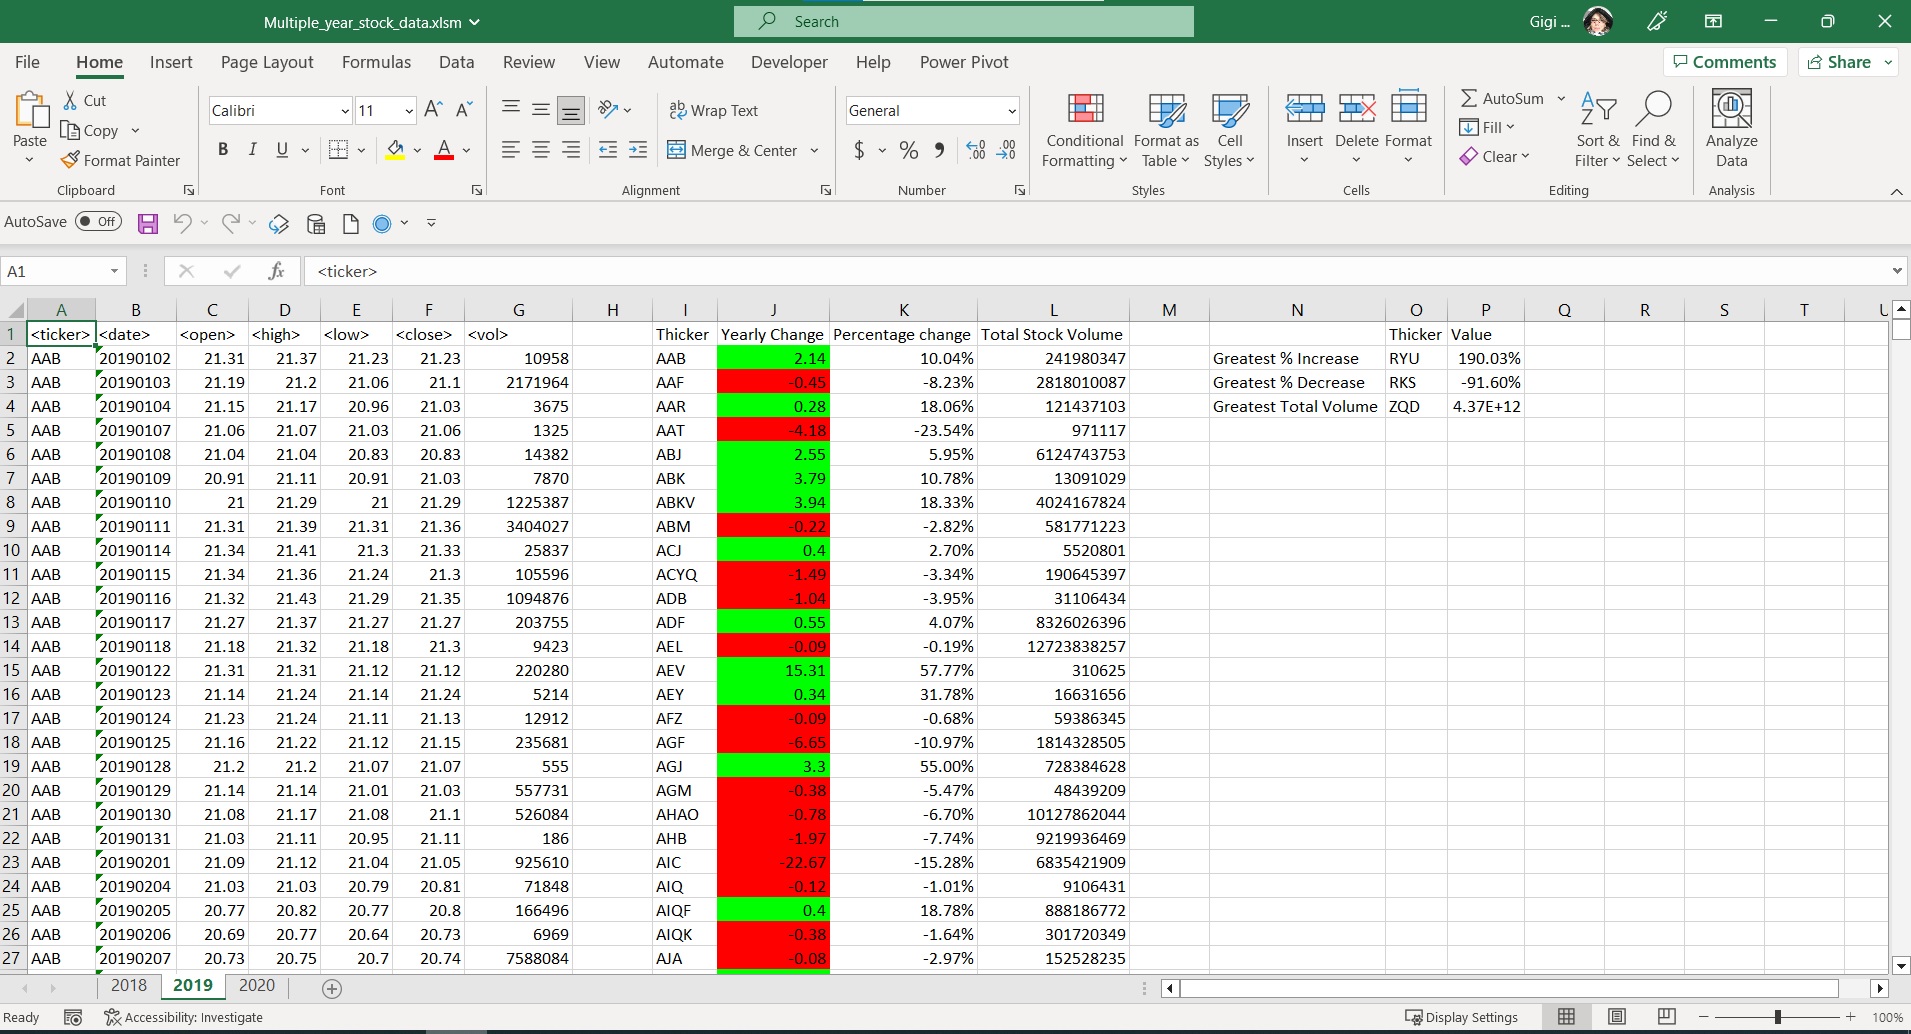 Multiple_year_stock_data.xlsm
Search
Gigi ...
File Home Insert Page Layout Formulas Data Review View Automate Developer Help Power Pivot
Comments Share
Paste Cut Copy Format Painter Clipboard
Calibri 11 B I U A Font
ab Wrap Text Merge & Center Alignment
General $ % Number
Conditional Formatting Format as Table Cell Styles Styles
Insert Delete Format Cells
AutoSum Fill Clear Sort & Filter Find & Select Editing
Analyze Data Analysis
AutoSave Off
A1 fx <ticker>
A B C D E F G H I J K L M N O P Q R S T U
1 <ticker> <date> <open> <high> <low> <close> <vol> Thicker Yearly Change Percentage change Total Stock Volume Thicker Value
2 AAB 20190102 21.31 21.37 21.23 21.23 10958 AAB 2.14 10.04% 241980347 Greatest % Increase RYU 190.03%
3 AAB 20190103 21.19 21.2 21.06 21.1 2171964 AAF -0.45 -8.23% 2818010087 Greatest % Decrease RKS -91.60%
4 AAB 20190104 21.15 21.17 20.96 21.03 3675 AAR 0.28 18.06% 121437103 Greatest Total Volume ZQD 4.37E+12
5 AAB 20190107 21.06 21.07 21.03 21.06 1325 AAT -4.18 -23.54% 971117
6 AAB 20190108 21.04 21.04 20.83 20.83 14382 ABJ 2.55 5.95% 6124743753
7 AAB 20190109 20.91 21.11 20.91 21.03 7870 ABK 3.79 10.78% 13091029
8 AAB 20190110 21 21.29 21 21.29 1225387 ABKV 3.94 18.33% 4024167824
9 AAB 20190111 21.31 21.39 21.31 21.36 3404027 ABM -0.22 -2.82% 581771223
10 AAB 20190114 21.34 21.41 21.3 21.33 25837 ACJ 0.4 2.70% 5520801
11 AAB 20190115 21.34 21.36 21.24 21.3 105596 ACYQ -1.49 -3.34% 190645397
12 AAB 20190116 21.32 21.43 21.29 21.35 1094876 ADB -1.04 -3.95% 31106434
13 AAB 20190117 21.27 21.37 21.27 21.27 203755 ADF 0.55 4.07% 8326026396
14 AAB 20190118 21.18 21.32 21.18 21.3 9423 AEL -0.09 -0.19% 12723838257
15 AAB 20190122 21.31 21.31 21.12 21.12 220280 AEV 15.31 57.77% 310625
16 AAB 20190123 21.14 21.24 21.14 21.24 5214 AEY 0.34 31.78% 16631656
17 AAB 20190124 21.23 21.24 21.11 21.13 12912 AFZ -0.09 -0.68% 59386345
18 AAB 20190125 21.16 21.22 21.12 21.15 235681 AGF -6.65 -10.97% 1814328505
19 AAB 20190128 21.2 21.2 21.07 21.07 555 AGJ 3.3 55.00% 728384628
20 AAB 20190129 21.14 21.14 21.01 21.03 557731 AGM -0.38 -5.47% 48439209
21 AAB 20190130 21.08 21.17 21.08 21.1 526084 AHAO -0.78 -6.70% 10127862044
22 AAB 20190131 21.03 21.11 20.95 21.11 186 AHB -1.97 -7.74% 9219936469
23 AAB 20190201 21.09 21.12 21.04 21.05 925610 AIC -22.67 -15.28% 6835421909
24 AAB 20190204 21.03 21.03 20.79 20.81 71848 AIQ -0.12 -1.01% 9106431
25 AAB 20190205 20.77 20.82 20.77 20.8 166496 AIQF 0.4 18.78% 888186772
26 AAB 20190206 20.69 20.77 20.64 20.73 6969 AIQK -0.38 -1.64% 301720349
27 AAB 20190207 20.73 20.75 20.7 20.74 7588084 AJA -0.08 -2.97% 152528235
2018 2019 2020
Ready Accessibility: Investigate Display Settings 100%